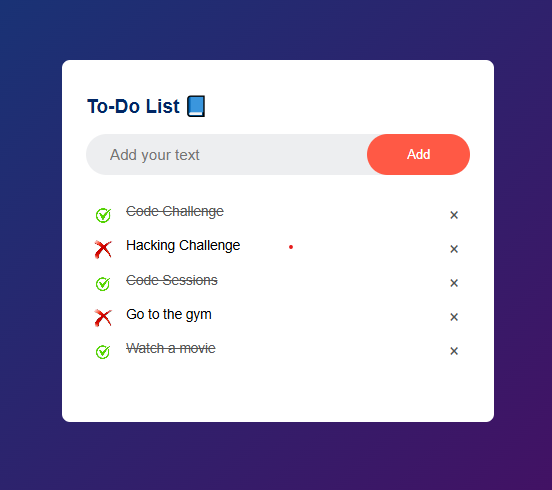 To-Do List
Add your text
Add
Code Challenge ×
Hacking Challenge ×
Code Sessions ×
Go to the gym ×
Watch a movie ×